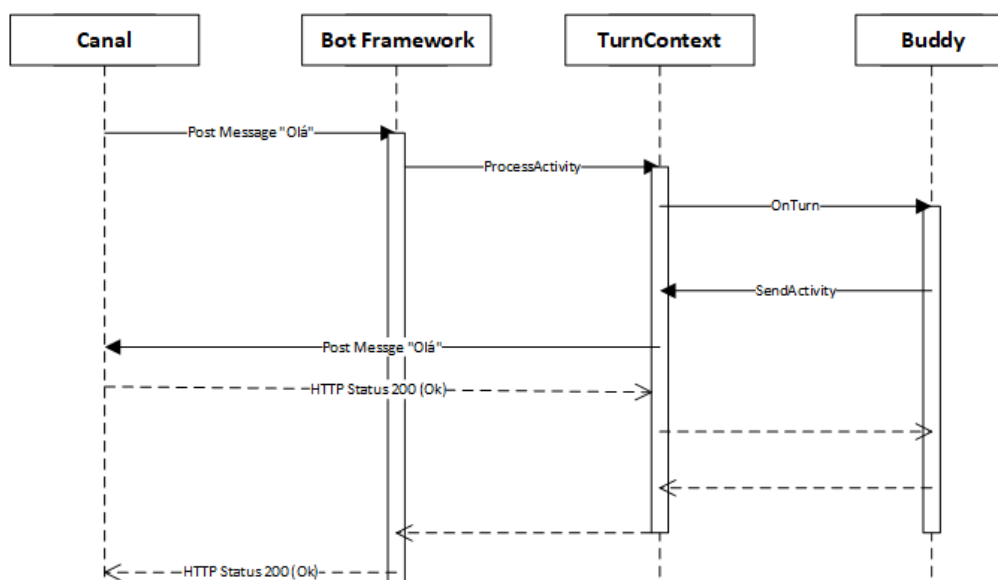 Canal
Bot Framework
TurnContext
Buddy
Post Message "Olá"
ProcessActivity
OnTurn
SendActivity
Post Messge "Olá"
HTTP Status 200 (Ok)
HTTP Status 200 (Ok)